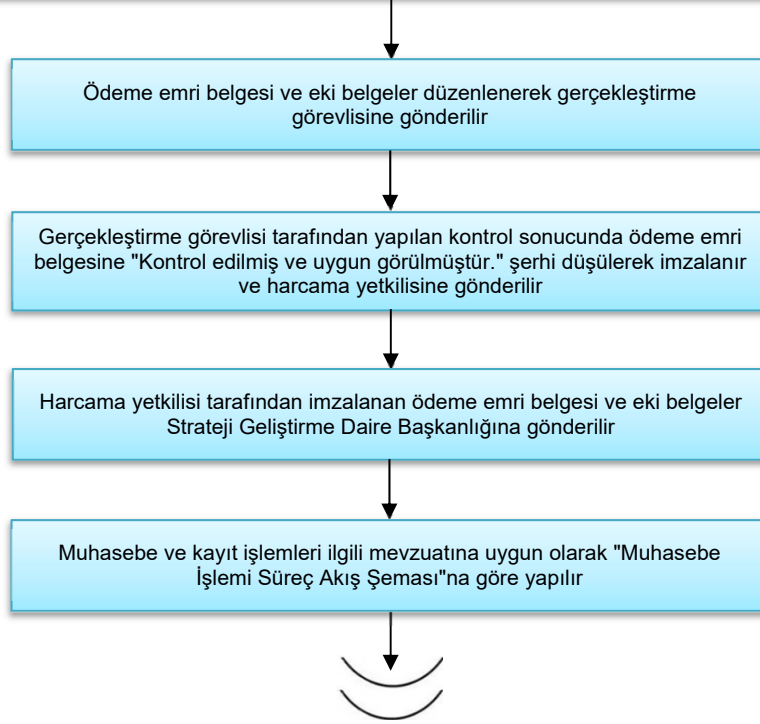 Ödeme emri belgesi ve eki belgeler düzenlenerek gerçekleştirme
görevlisine gönderilir
Gerçekleştirme görevlisi tarafından yapılan kontrol sonucunda ödeme emri
belgesine "Kontrol edilmiş ve uygun görülmüştür." şerhi düşülerek imzalanır
ve harcama yetkilisine gönderilir
Harcama yetkilisi tarafından imzalanan ödeme emri belgesi ve eki belgeler
Strateji Geliştirme Daire Başkanlığına gönderilir
Muhasebe ve kayıt işlemleri ilgili mevzuatına uygun olarak "Muhasebe
İşlemi Süreç Akış Şeması"na göre yapılır